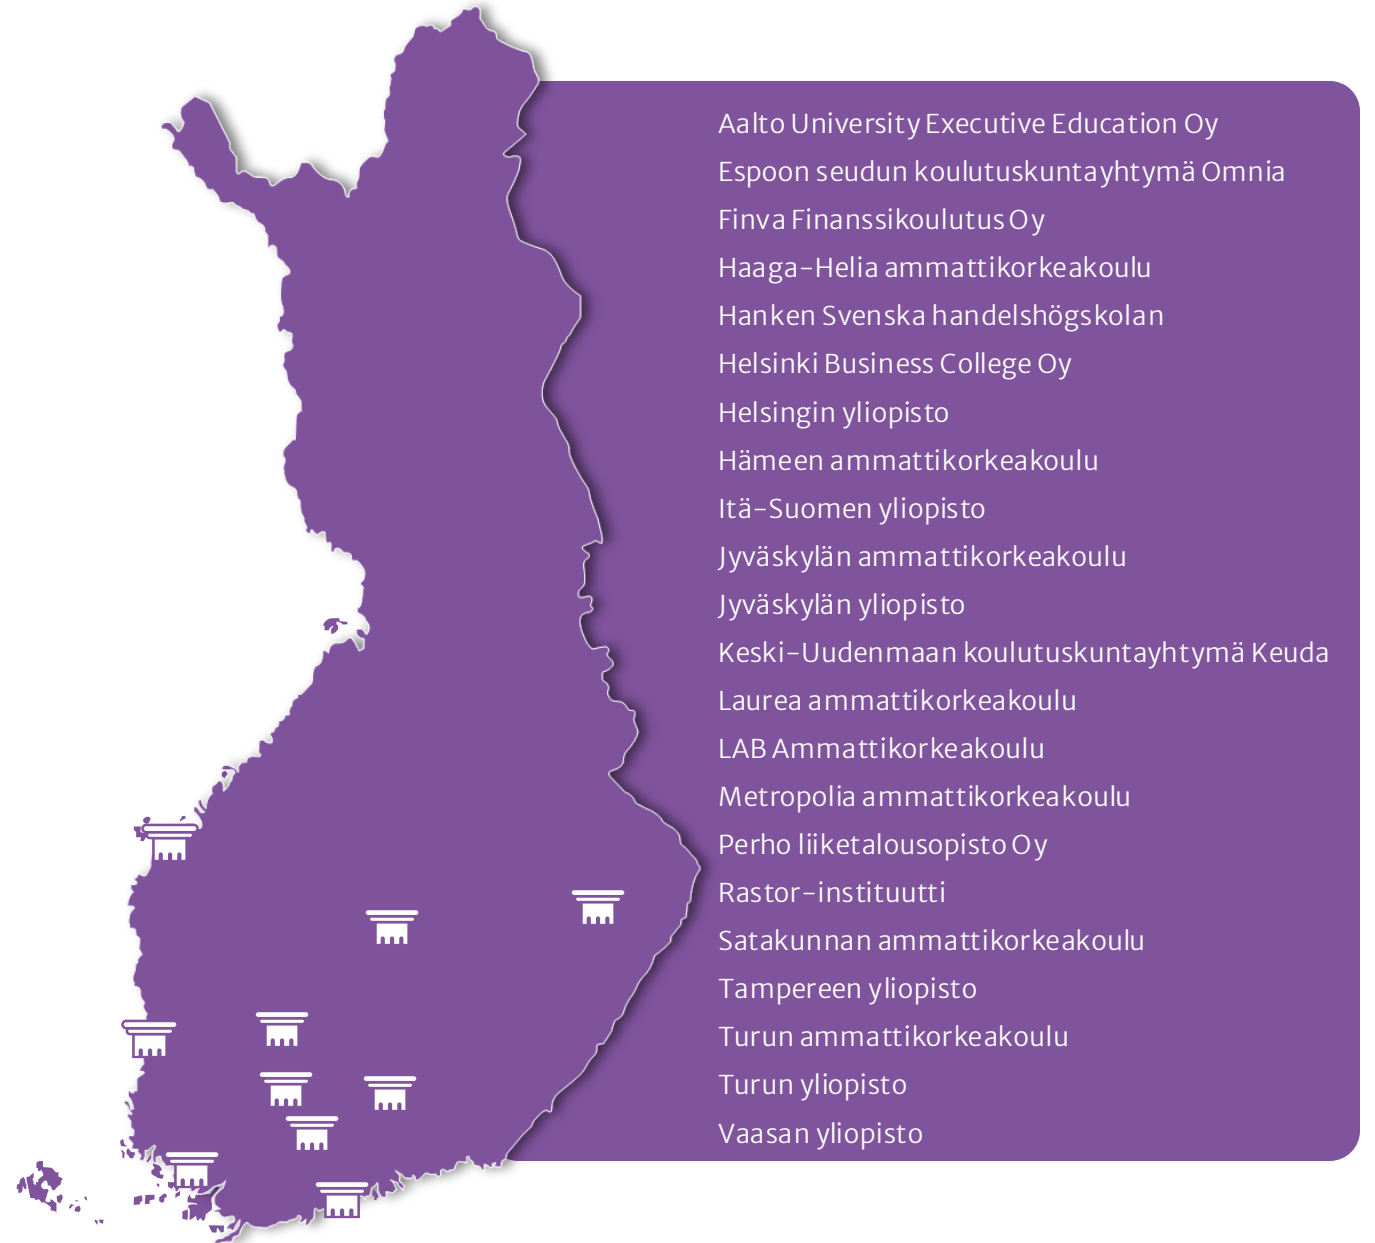 Aalto University Executive Education Oy
Espoon seudun koulutuskuntayhtymä Omnia
Finva Finanssikoulutus Oy
Haaga-Helia ammattikorkeakoulu
Hanken Svenska handelshögskolan
Helsinki Business College Oy
Helsingin yliopisto
Hämeen ammattikorkeakoulu
Itä-Suomen yliopisto
Jyväskylän ammattikorkeakoulu
Jyväskylän yliopisto
Keski-Uudenmaan koulutuskuntayhtymä Keuda
Laurea ammattikorkeakoulu
LAB Ammattikorkeakoulu
Metropolia ammattikorkeakoulu
Perho liiketalousopisto Oy
Rastor-instituutti
Satakunnan ammattikorkeakoulu
Tampereen yliopisto
Turun ammattikorkeakoulu
Turun yliopisto
Vaasan yliopisto